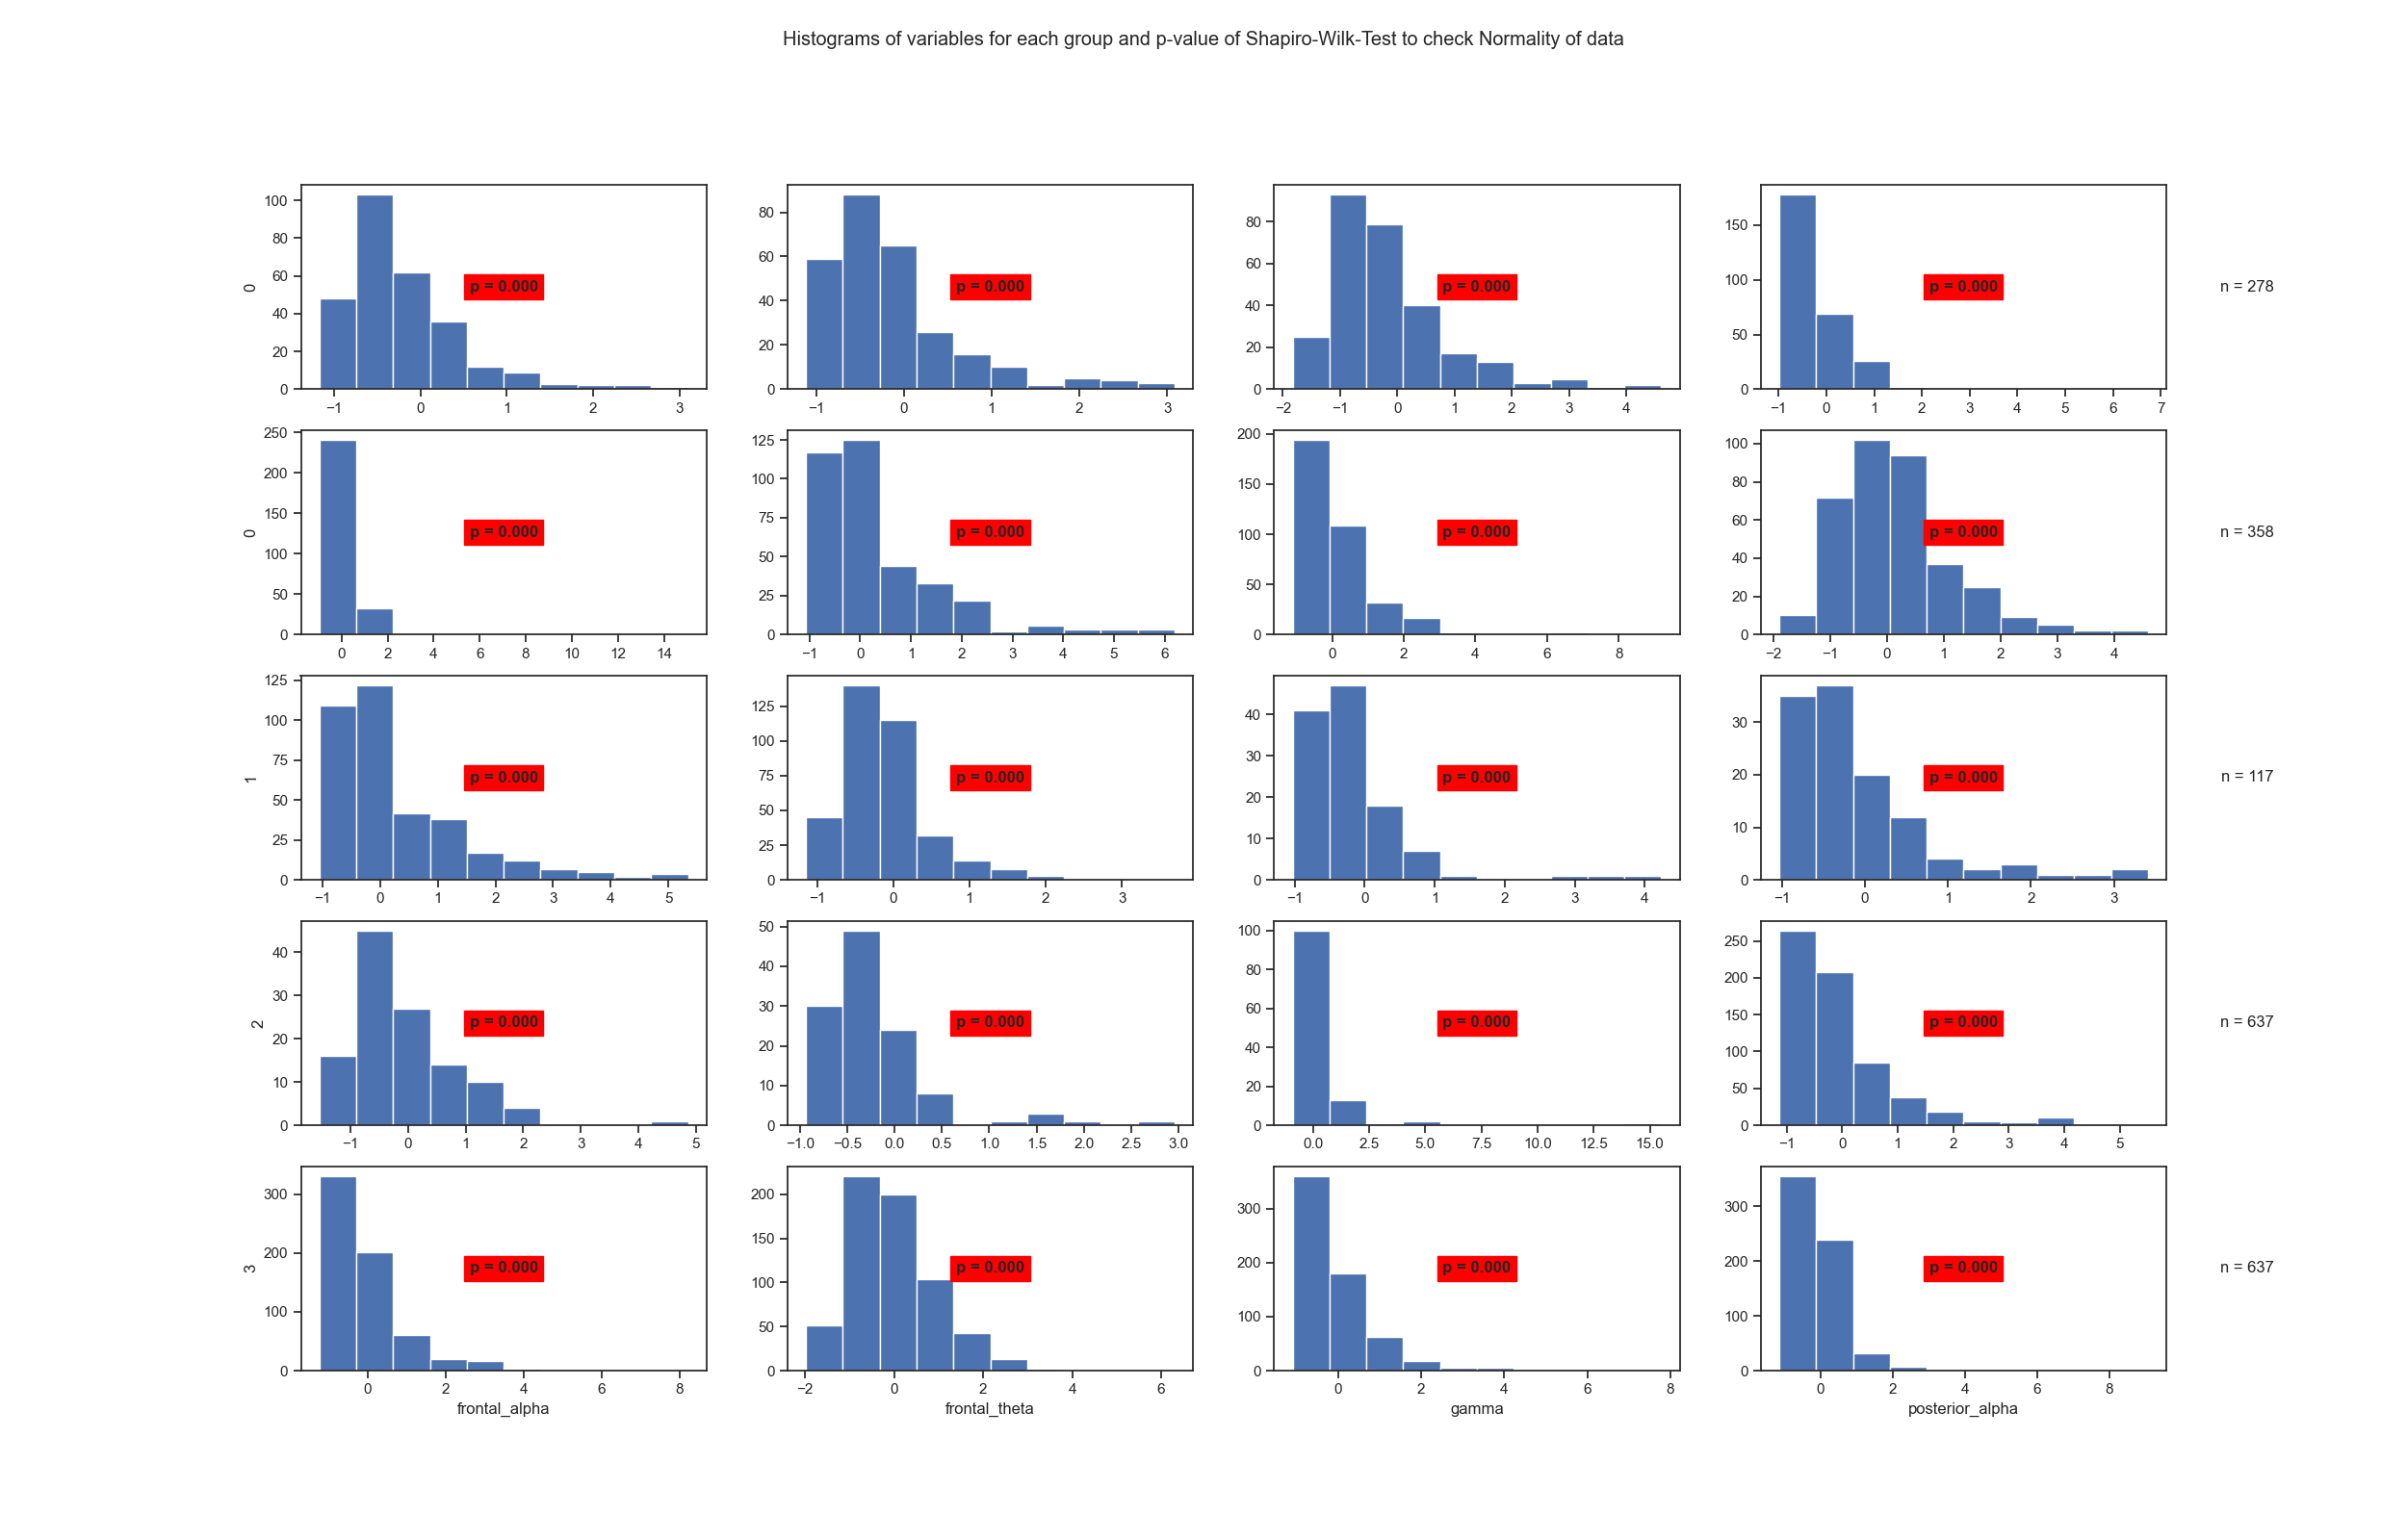 Histograms of variables for each group and p-value of Shapiro-Wilk-Test to check Normality of data
0
100
80
60
40
20
0
p = 0.000
−1 0 1 2 3
80
60
40
20
0
p = 0.000
−1 0 1 2 3
80
60
40
20
0
p = 0.000
−2 −1 0 1 2 3 4
150
100
50
0
p = 0.000
−1 0 1 2 3 4 5 6 7
n = 278
0
250
200
150
100
50
0
p = 0.000
0 2 4 6 8 10 12 14
125
100
75
50
25
0
p = 0.000
−1 0 1 2 3 4 5 6
200
150
100
50
0
p = 0.000
0 2 4 6 8
100
80
60
40
20
0
p = 0.000
−2 −1 0 1 2 3 4
n = 358
1
125
100
75
50
25
0
p = 0.000
−1 0 1 2 3 4 5
125
100
75
50
25
0
p = 0.000
−1 0 1 2 3
40
30
20
10
0
p = 0.000
−1 0 1 2 3 4
30
20
10
0
p = 0.000
−1 0 1 2 3
n = 117
2
40
30
20
10
0
p = 0.000
−1 0 1 2 3 4 5
50
40
30
20
10
0
p = 0.000
−1.0 −0.5 0.0 0.5 1.0 1.5 2.0 2.5 3.0
100
80
60
40
20
0
p = 0.000
0.0 2.5 5.0 7.5 10.0 12.5 15.0
250
200
150
100
50
0
p = 0.000
−1 0 1 2 3 4 5
n = 637
3
300
200
100
0
p = 0.000
0 2 4 6 8
frontal_alpha
200
150
100
50
0
p = 0.000
−2 0 2 4 6
frontal_theta
300
200
100
0
p = 0.000
0 2 4 6 8
gamma
300
200
100
0
p = 0.000
0 2 4 6 8
posterior_alpha
n = 637